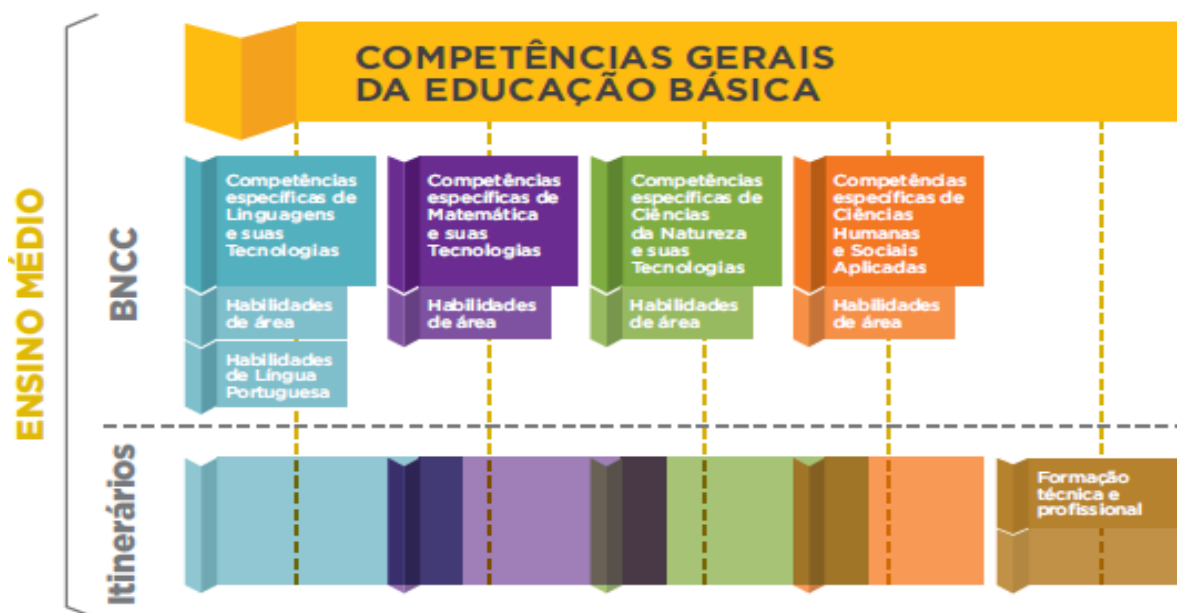 ENSINO MÉDIO
BNCC
COMPETÊNCIAS GERAIS
DA EDUCAÇÃO BÁSICA
Competências
específicas de
Linguagens
e suas
Tecnologias
Habilidades
de área
Habilidades
de Língua
Portuguesa
Competências
específicas de
Matemática
e suas
Tecnologias
Habilidades
de área
Competências
específicas de
Ciências
da Natureza
e suas
Tecnologias
Habilidades
de área
Competências
específicas de
Ciências
Humanas
e Sociais
Aplicadas
Habilidades
de área
Itinerários
Formação
técnica e
profissional